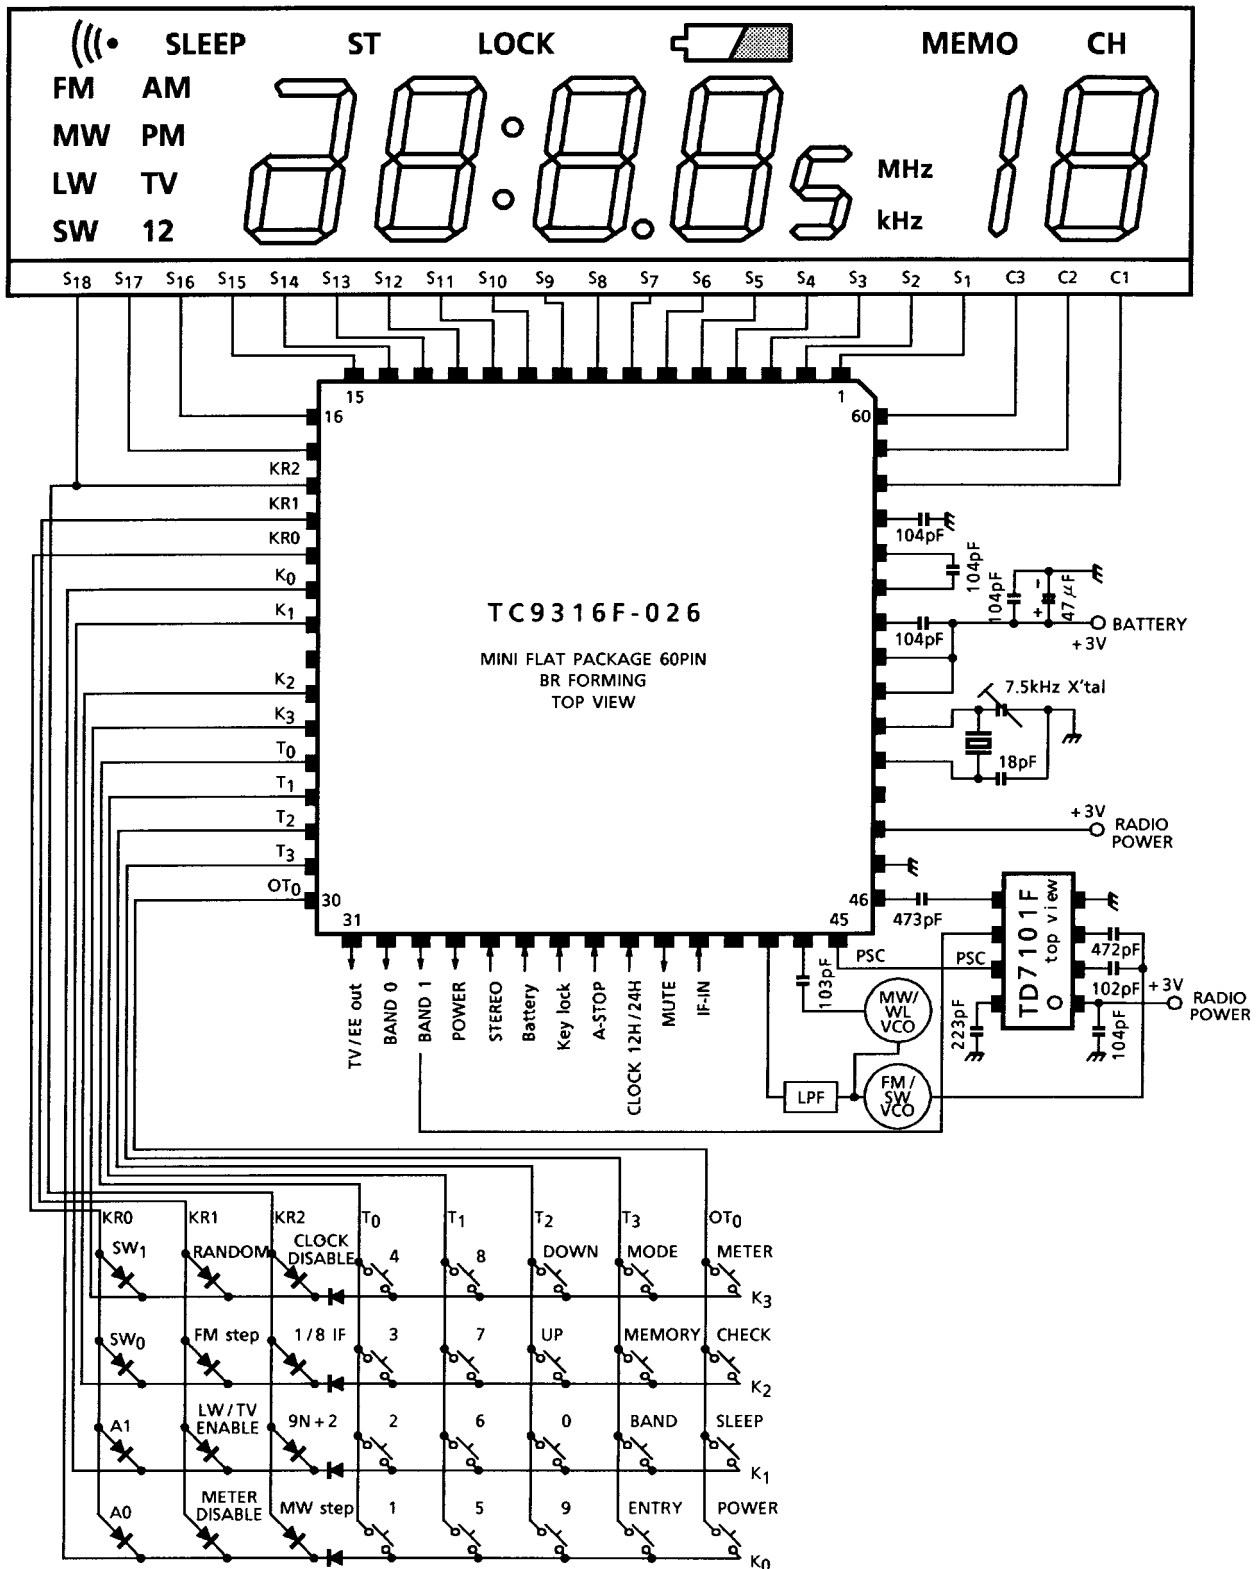 SLEEP ST LOCK MEMO CH
FM AM
MW PM
LW TV
SW 12
28:8.85
MHz
kHz
18
S18 S17 S16 S15 S14 S13 S12 S11 S10 S9 S8 S7 S6 S5 S4 S3 S2 S1 C3 C2 C1
15
1
16
60
KR2
KR1
KR0
K0
K1
K2
K3
T0
T1
T2
T3
OT0
30
31
46
45
TC9316F-026
MINI FLAT PACKAGE 60PIN
BR FORMING
TOP VIEW
104pF
104pF
104pF
104pF
- +
47μF
BATTERY
+3V
7.5kHz X'tal
18pF
+3V
RADIO
POWER
473pF
PSC
PSC
TD7101F
top view
472pF
102pF
+3V
RADIO
POWER
104pF
223pF
103pF
MW/
WL
VCO
FM/
SW
VCO
LPF
TV/EE out
BAND 0
BAND 1
POWER
STEREO
Battery
Key lock
A-STOP
CLOCK 12H/24H
MUTE
IF-IN
KR0 KR1 KR2 T0 T1 T2 T3 OT0
SW1 RANDOM CLOCK
DISABLE 4 8 DOWN MODE METER
K3
SW0 FM step 1/8 IF 3 7 UP MEMORY CHECK
K2
A1 LW/TV
ENABLE 9N+2 2 6 0 BAND SLEEP
K1
A0 METER
DISABLE MW step 1 5 9 ENTRY POWER
K0